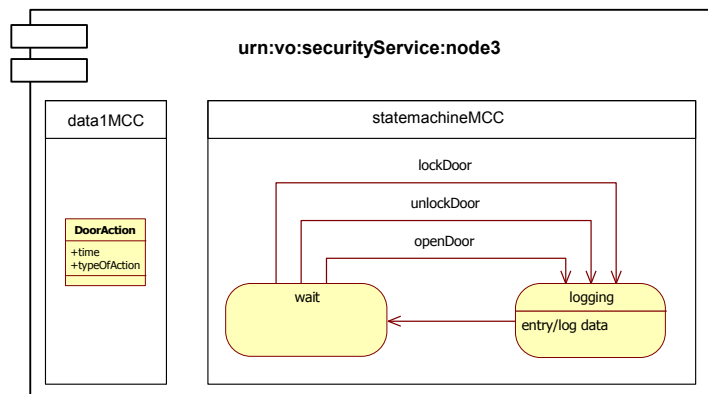 urn:vo:securityService:node3
data1MCC
statemachineMCC
lockDoor
unlockDoor
openDoor
DoorAction
+time
+typeOfAction
wait
logging
entry/log data